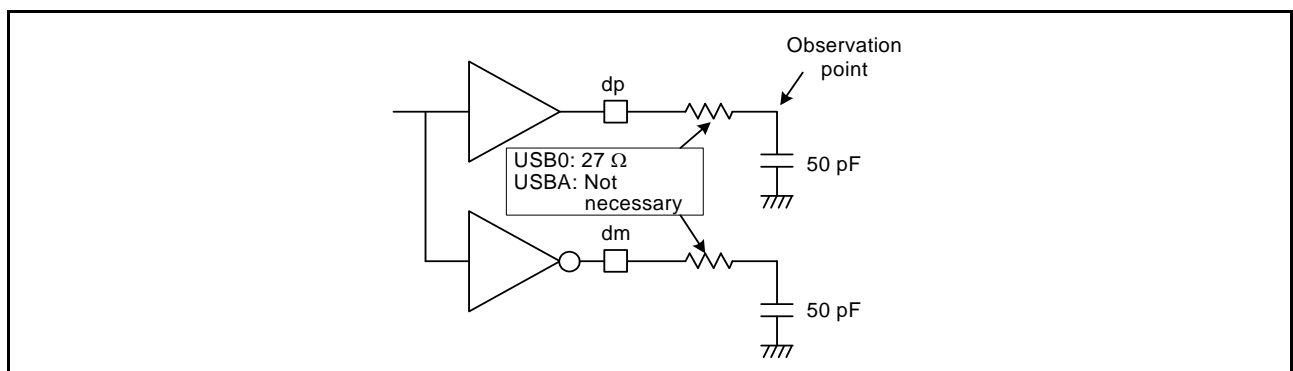 Observation
point
dp
USB0: 27 Ω
USBA: Not
necessary
50 pF
dm
50 pF